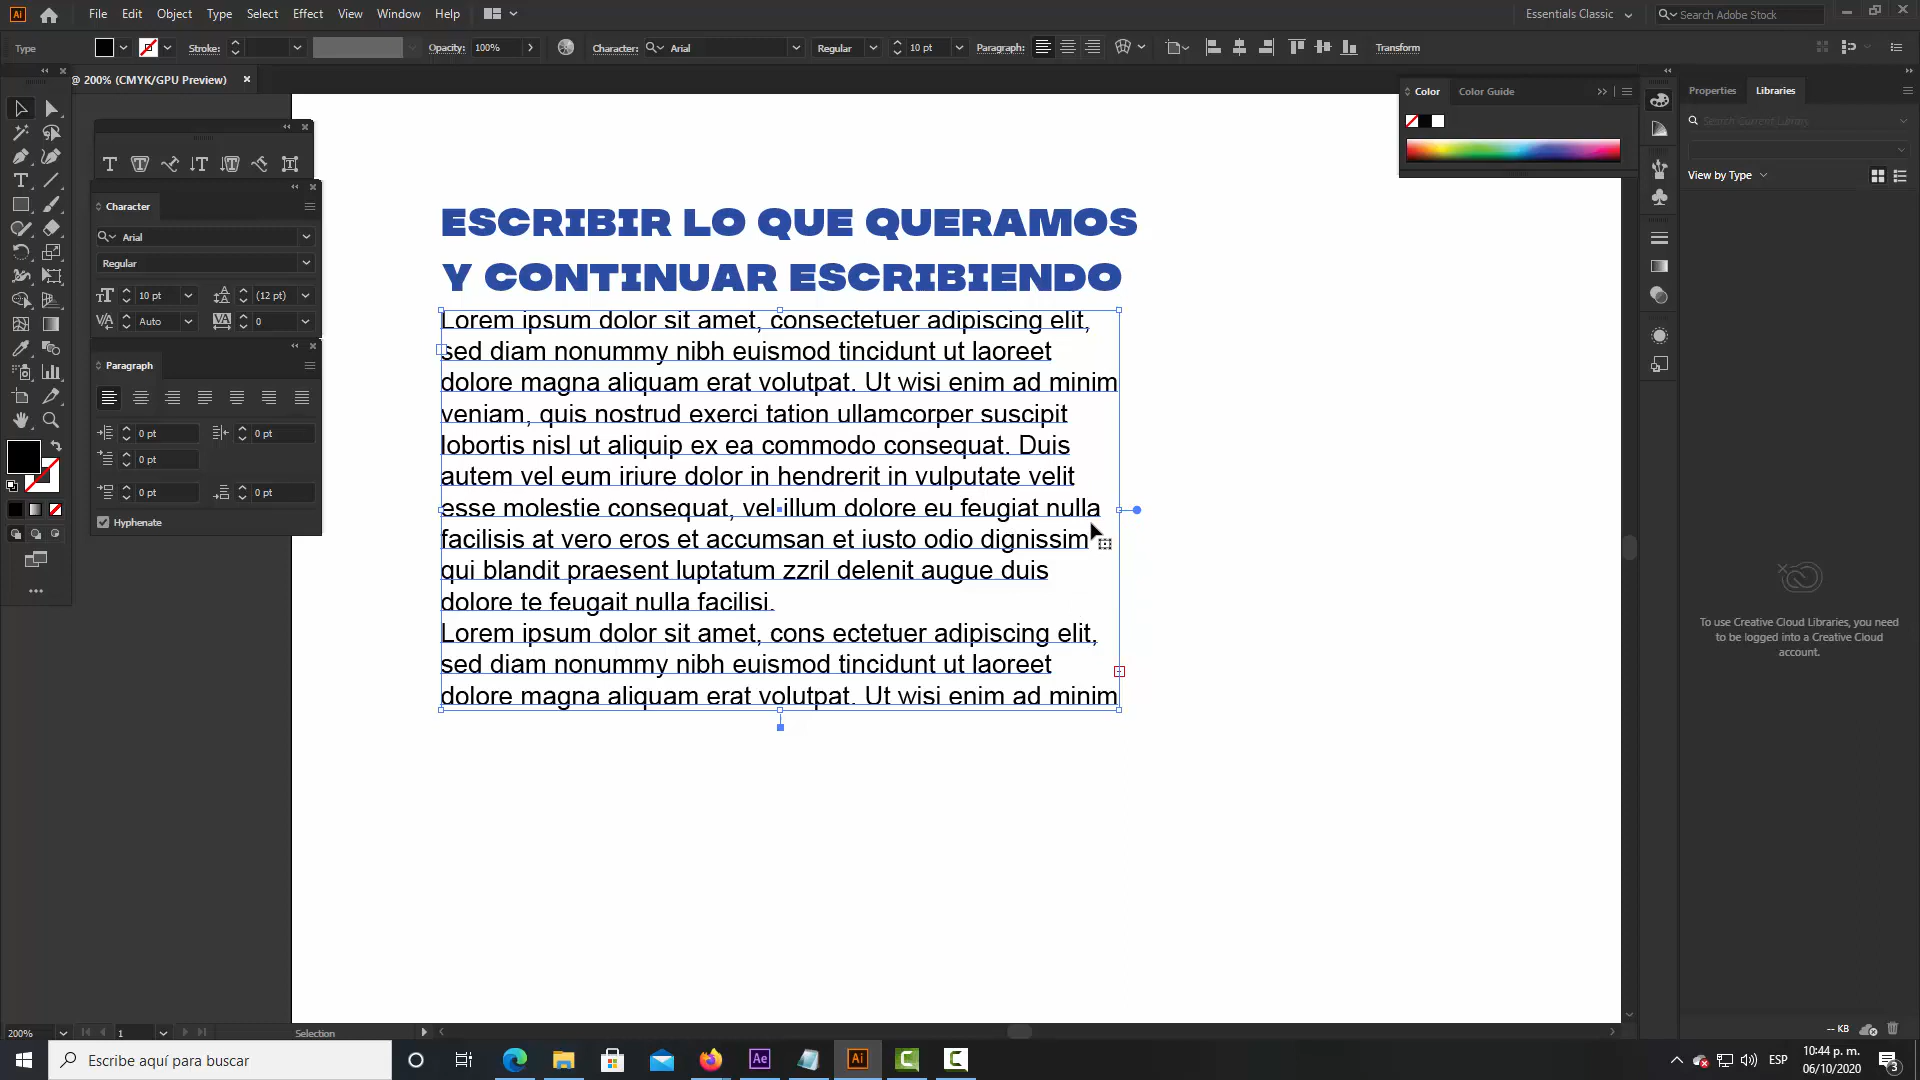 File Edit Object Type Select Effect View Window Help
Essentials Classic
Search Adobe Stock
Type
Stroke:
Opacity: 100%
Character: Arial
Regular
10 pt
Paragraph:
Transform
@ 200% (CMYK/GPU Preview)
Color
Color Guide
Properties
Libraries
Search Current Library
View by Type
Character
Arial
Regular
10 pt
(12 pt)
Auto
0
Paragraph
0 pt
0 pt
0 pt
0 pt
0 pt
Hyphenate
ESCRIBIR LO QUE QUERAMOS
Y CONTINUAR ESCRIBIENDO
Lorem ipsum dolor sit amet, consectetuer adipiscing elit,
sed diam nonummy nibh euismod tincidunt ut laoreet
dolore magna aliquam erat volutpat. Ut wisi enim ad minim
veniam, quis nostrud exerci tation ullamcorper suscipit
lobortis nisl ut aliquip ex ea commodo consequat. Duis
autem vel eum iriure dolor in hendrerit in vulputate velit
esse molestie consequat, vel illum dolore eu feugiat nulla
facilisis at vero eros et accumsan et iusto odio dignissim
qui blandit praesent luptatum zzril delenit augue duis
dolore te feugait nulla facilisi.
Lorem ipsum dolor sit amet, cons ectetuer adipiscing elit,
sed diam nonummy nibh euismod tincidunt ut laoreet
dolore magna aliquam erat volutpat. Ut wisi enim ad minim
To use Creative Cloud Libraries, you need
to be logged into a Creative Cloud
account.
-- KB
200%
1
Selection
Escribe aquí para buscar
Ae
Ai
ESP
10:44 p. m.
06/10/2020
3